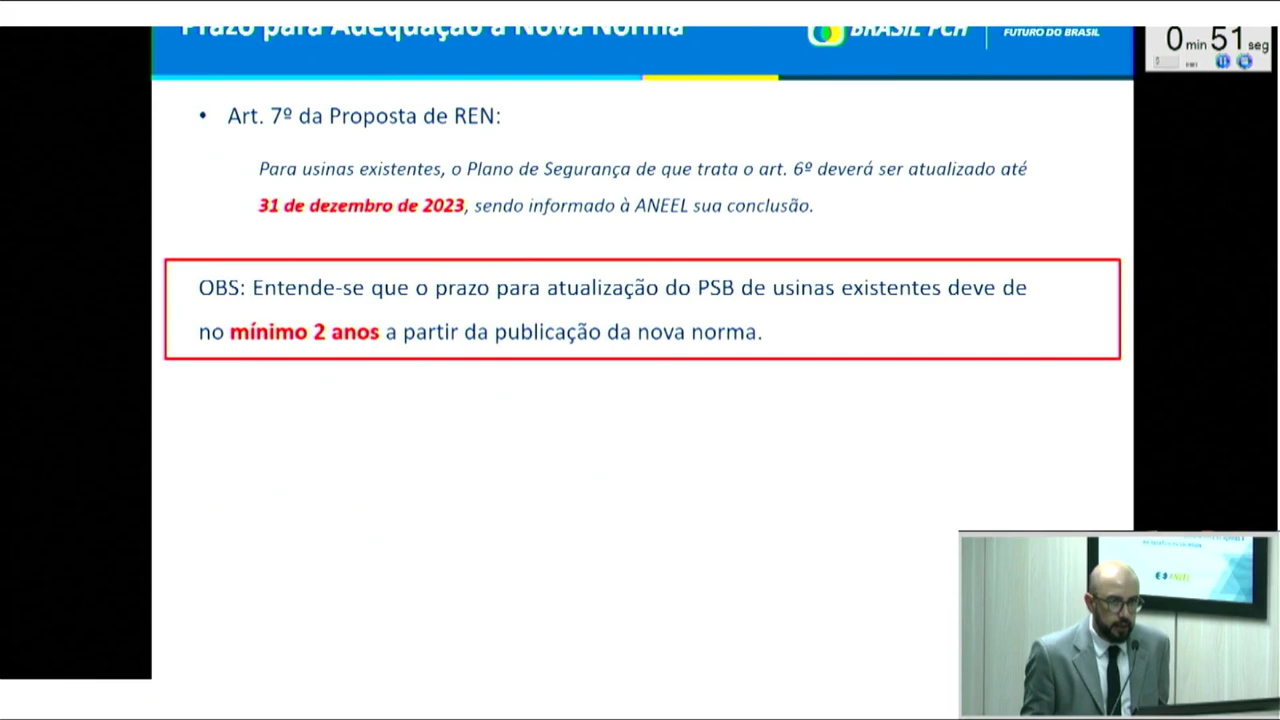 Prazo para Adequação à Nova Norma
BRASIL PCH
FUTURO DO BRASIL
0 min 51 seg
• Art. 7º da Proposta de REN:
Para usinas existentes, o Plano de Segurança de que trata o art. 6º deverá ser atualizado até
31 de dezembro de 2023, sendo informado à ANEEL sua conclusão.
OBS: Entende-se que o prazo para atualização do PSB de usinas existentes deve de
no mínimo 2 anos a partir da publicação da nova norma.
ANEEL